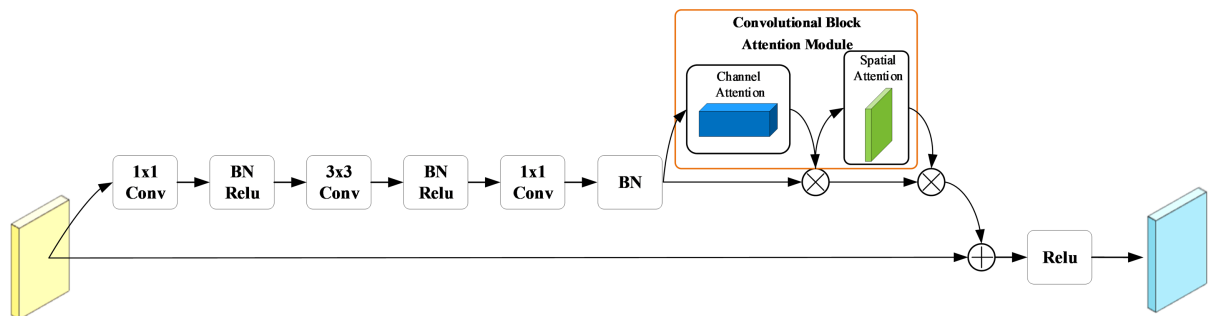 Convolutional Block
Attention Module
Channel
Attention
Spatial
Attention
1x1
Conv
BN
Relu
3x3
Conv
BN
Relu
1x1
Conv
BN
Relu